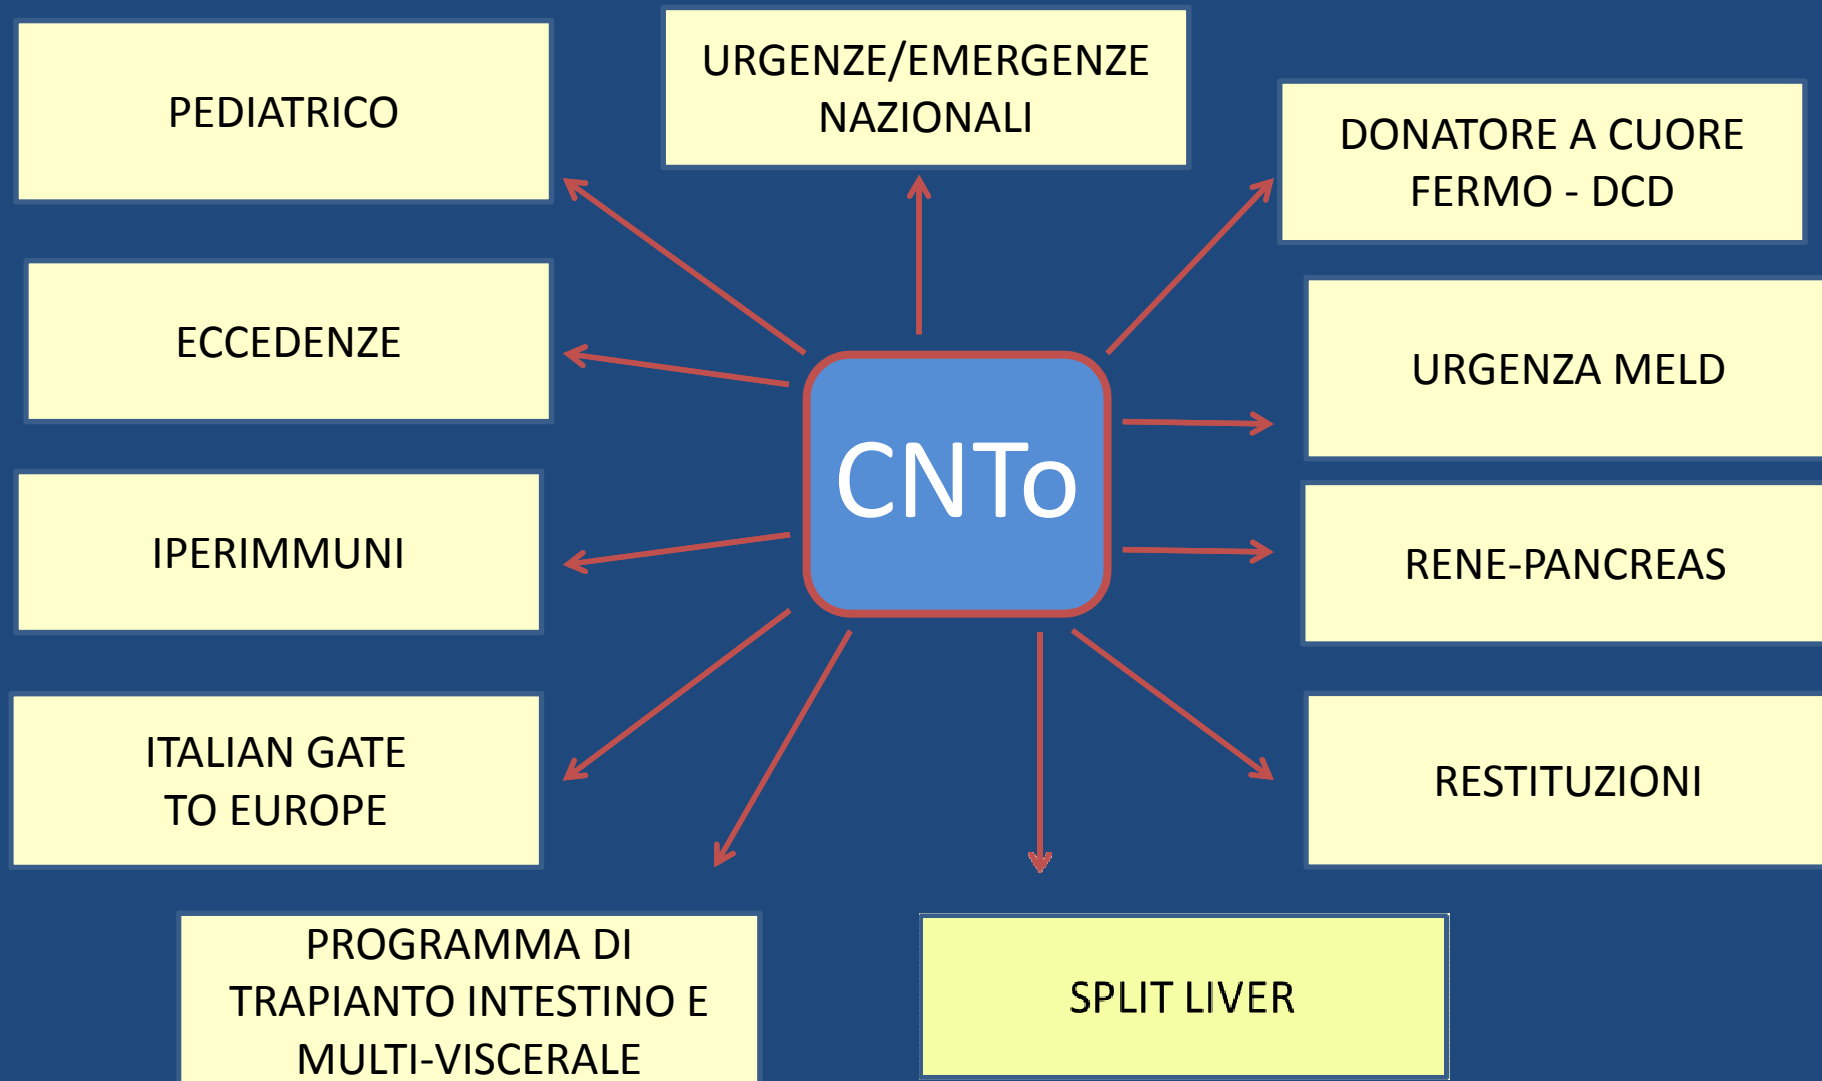 PEDIATRICO
URGENZE/EMERGENZE
NAZIONALI
DONATORE A CUORE
FERMO - DCD
ECCEDENZE
URGENZA MELD
CNTo
IPERIMMUNI
RENE-PANCREAS
ITALIAN GATE
TO EUROPE
RESTITUZIONI
PROGRAMMA DI
TRAPIANTO INTESTINO E
MULTI-VISCERALE
SPLIT LIVER